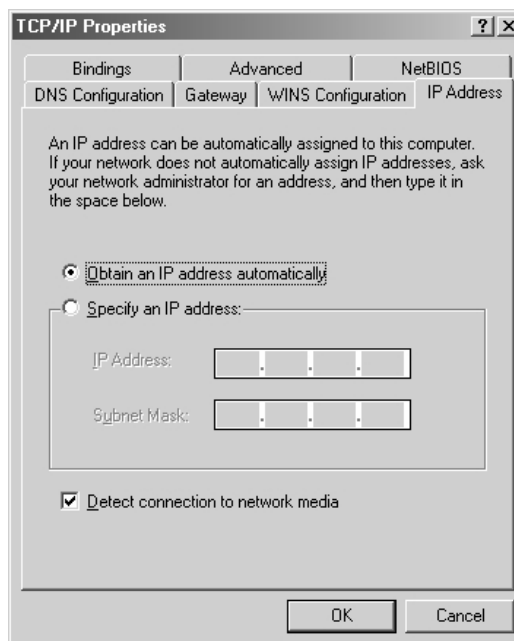 TCP/IP Properties
Bindings Advanced NetBIOS
DNS Configuration Gateway WINS Configuration IP Address
An IP address can be automatically assigned to this computer.
If your network does not automatically assign IP addresses, ask
your network administrator for an address, and then type it in
the space below.
Obtain an IP address automatically
Specify an IP address:
IP Address:
Subnet Mask:
Detect connection to network media
OK Cancel